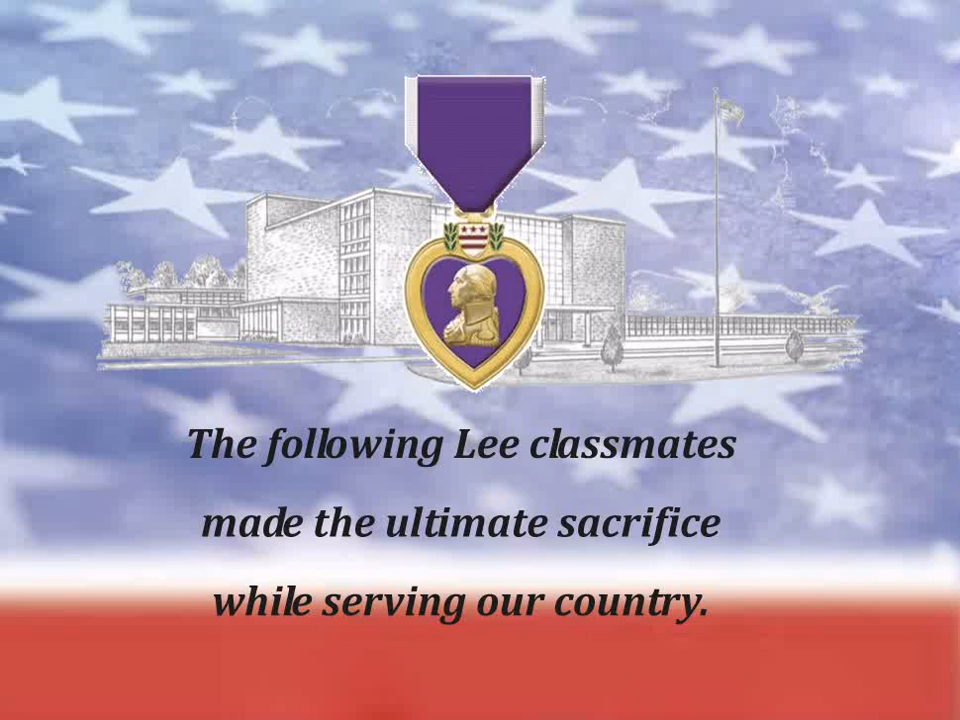 The following Lee classmates
made the ultimate sacrifice
while serving our country.